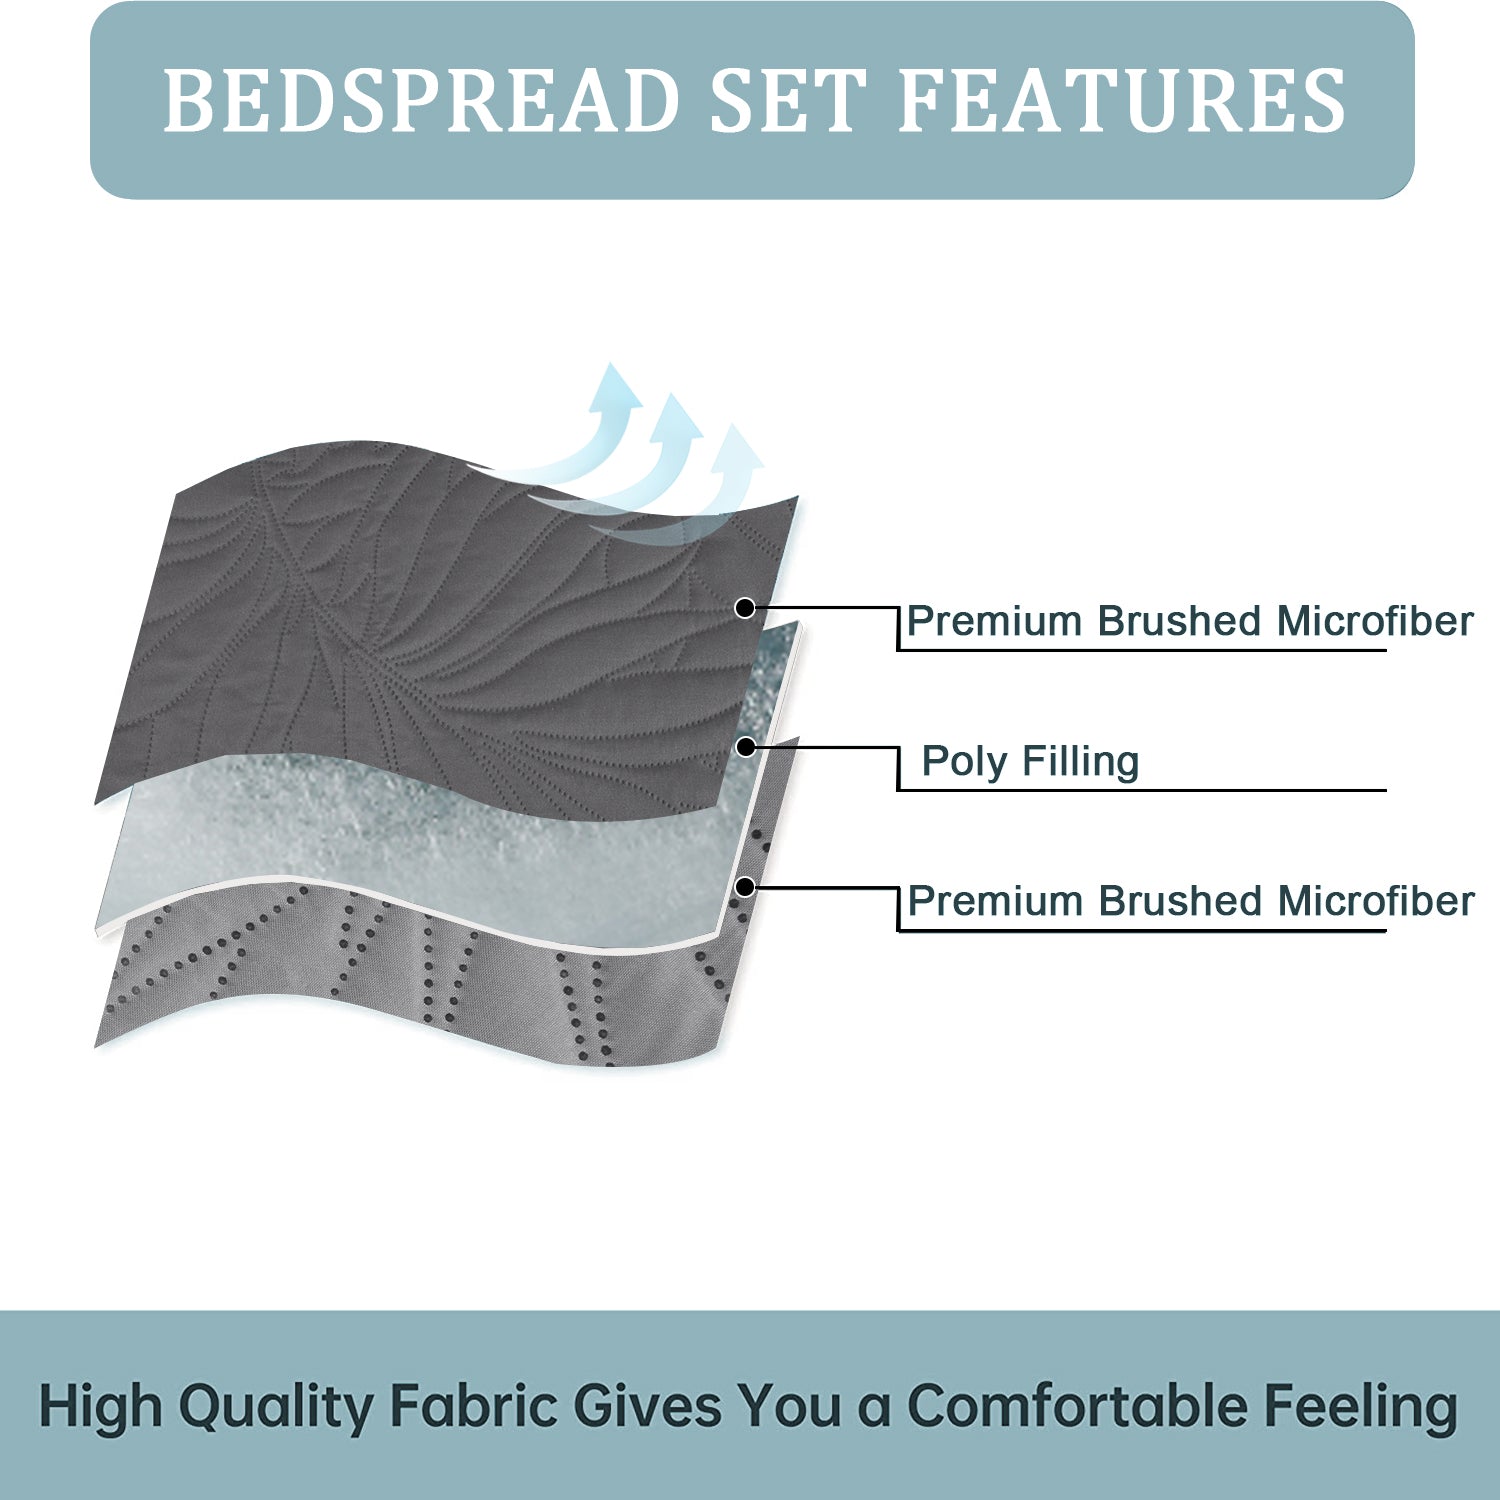 BEDSPREAD SET FEATURES
Premium Brushed Microfiber
Poly Filling
Premium Brushed Microfiber
High Quality Fabric Gives You a Comfortable Feeling